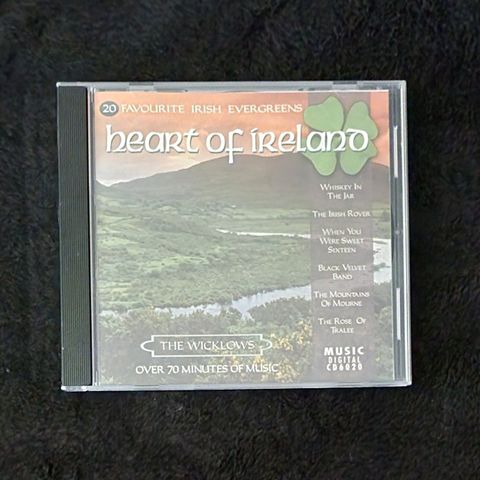 20 FAVOURITE IRISH EVERGREENS
heart of ireland
WHISKEY IN
THE JAR
THE IRISH ROVER
WHEN YOU
WERE SWEET
SIXTEEN
BLACK VELVET
BAND
THE MOUNTAINS
OF MOURNE
THE ROSE OF
TRALEE
THE WICKLOWS
OVER 70 MINUTES OF MUSIC
MUSIC
DIGITAL
CD6020